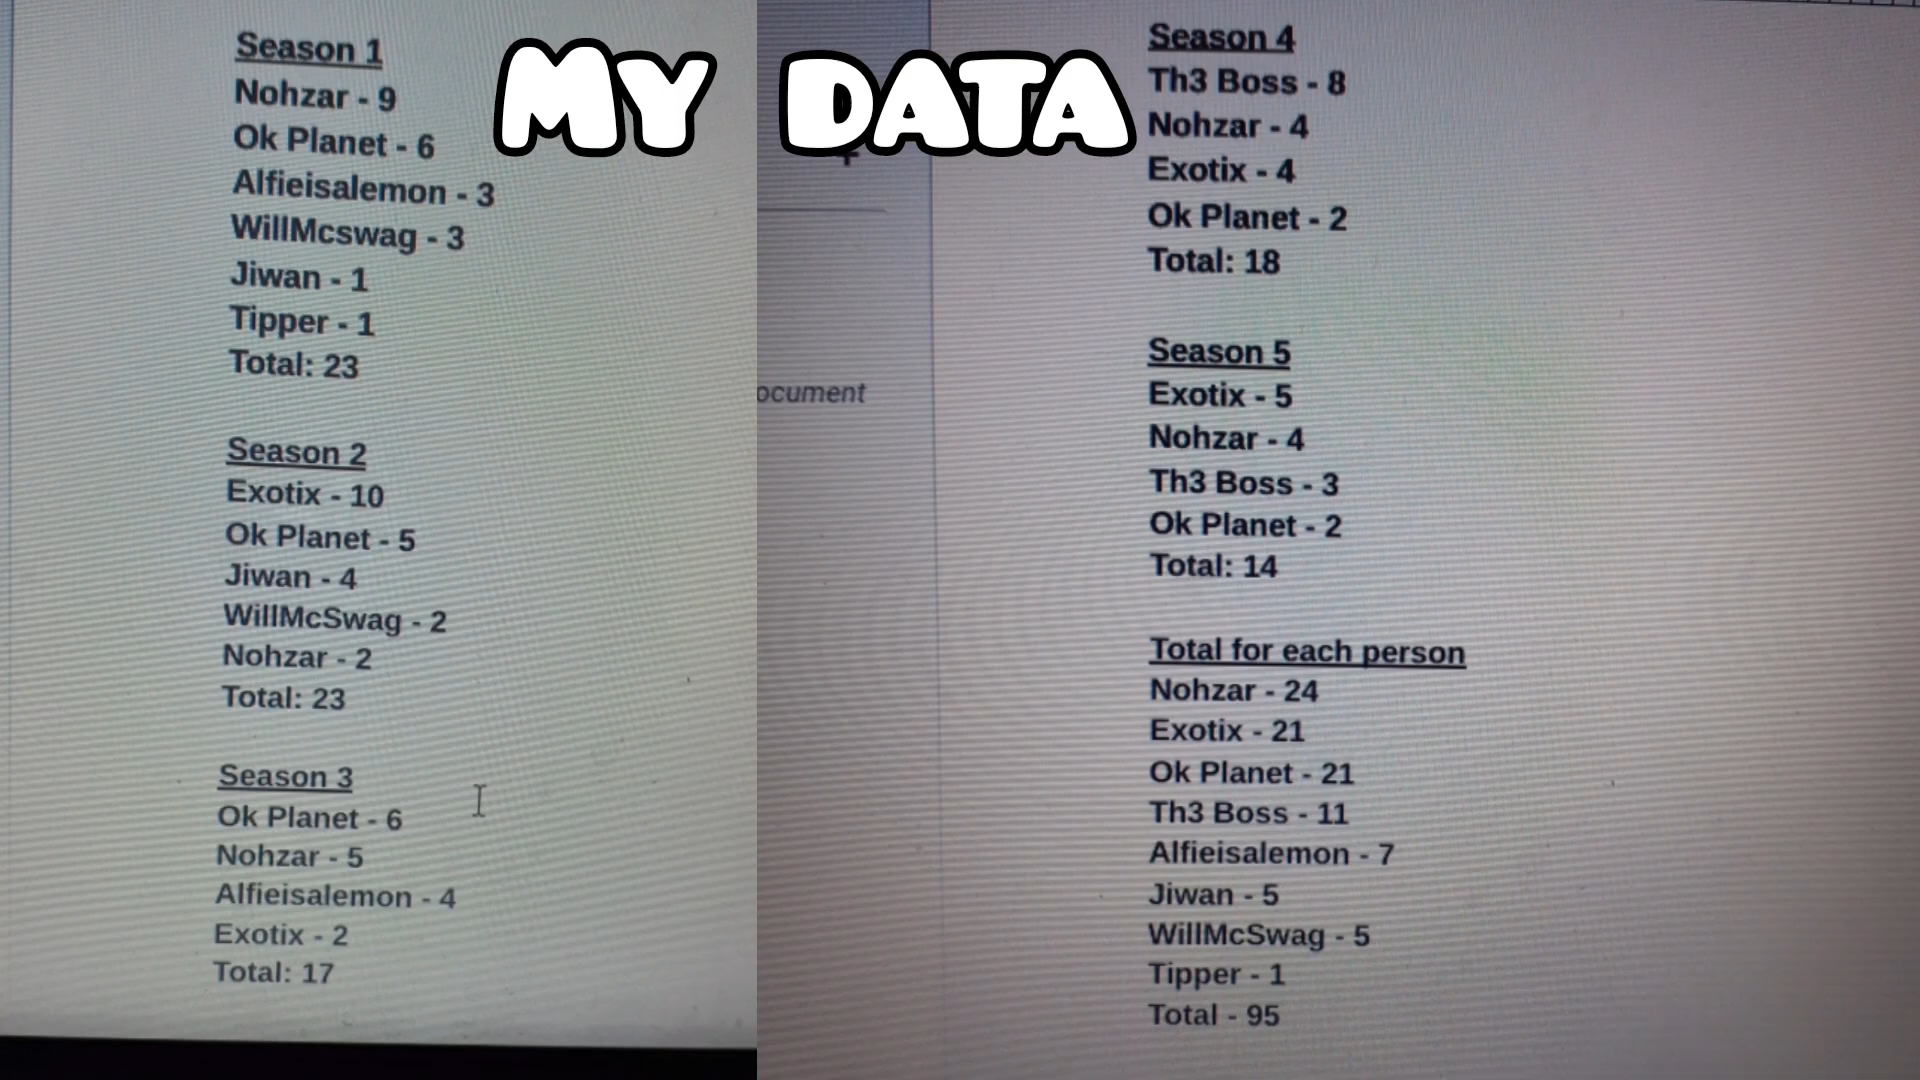 MY DATA
Season 1
Nohzar - 9
Ok Planet - 6
Alfieisalemon - 3
WillMcswag - 3
Jiwan - 1
Tipper - 1
Total: 23
Season 2
Exotix - 10
Ok Planet - 5
Jiwan - 4
WillMcSwag - 2
Nohzar - 2
Total: 23
Season 3
Ok Planet - 6
Nohzar - 5
Alfieisalemon - 4
Exotix - 2
Total: 17
ocument
Season 4
Th3 Boss - 8
Nohzar - 4
Exotix - 4
Ok Planet - 2
Total: 18
Season 5
Exotix - 5
Nohzar - 4
Th3 Boss - 3
Ok Planet - 2
Total: 14
Total for each person
Nohzar - 24
Exotix - 21
Ok Planet - 21
Th3 Boss - 11
Alfieisalemon - 7
Jiwan - 5
WillMcSwag - 5
Tipper - 1
Total - 95